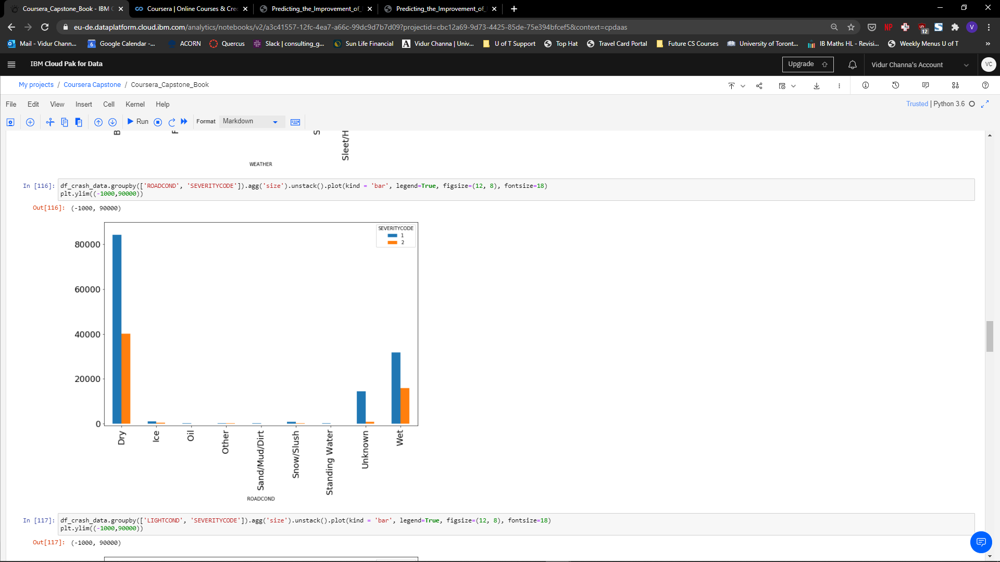 Coursera_Capstone_Book - IBM C
Coursera | Online Courses & Cre
Predicting_the_Improvement_of_
Predicting_the_Improvement_of_
eu-de.dataplatform.cloud.ibm.com/analytics/notebooks/v2/a3c41557-12fc-4ea7-a66c-99dc9d7b7d09?projectid=cbc12a69-9d73-4425-85de-75e394bfcef5&context=cpdaas
NP
12
V
Mail - Vidur Chann...
6
Google Calendar -...
ACORN
Quercus
Slack | consulting_g...
Sun Life Financial
A
Vidur Channa | Univ...
U of T Support
Top Hat
Travel Card Portal
Future CS Courses
University of Toront...
IB Maths HL - Revisi...
Weekly Menus U of T
»
IBM Cloud Pak for Data
Upgrade
Vidur Channa's Account
VC
My projects / Coursera Capstone / Coursera_Capstone_Book
File Edit View Insert Cell Kernel Help
Trusted | Python 3.6
Run
Format
Markdown
Sleet/H
WEATHER
In [116]: df_crash_data.groupby(['ROADCOND', 'SEVERITYCODE']).agg('size').unstack().plot(kind = 'bar', legend=True, figsize=(12, 8), fontsize=18)
plt.ylim((-1000,90000))
Out[116]: (-1000, 90000)
SEVERITYCODE
1
2
80000
60000
40000
20000
0
Dry
Ice
Oil
Other
Sand/Mud/Dirt
Snow/Slush
Standing Water
Unknown
Wet
ROADCOND
In [117]: df_crash_data.groupby(['LIGHTCOND', 'SEVERITYCODE']).agg('size').unstack().plot(kind = 'bar', legend=True, figsize=(12, 8), fontsize=18)
plt.ylim((-1000,90000))
Out[117]: (-1000, 90000)